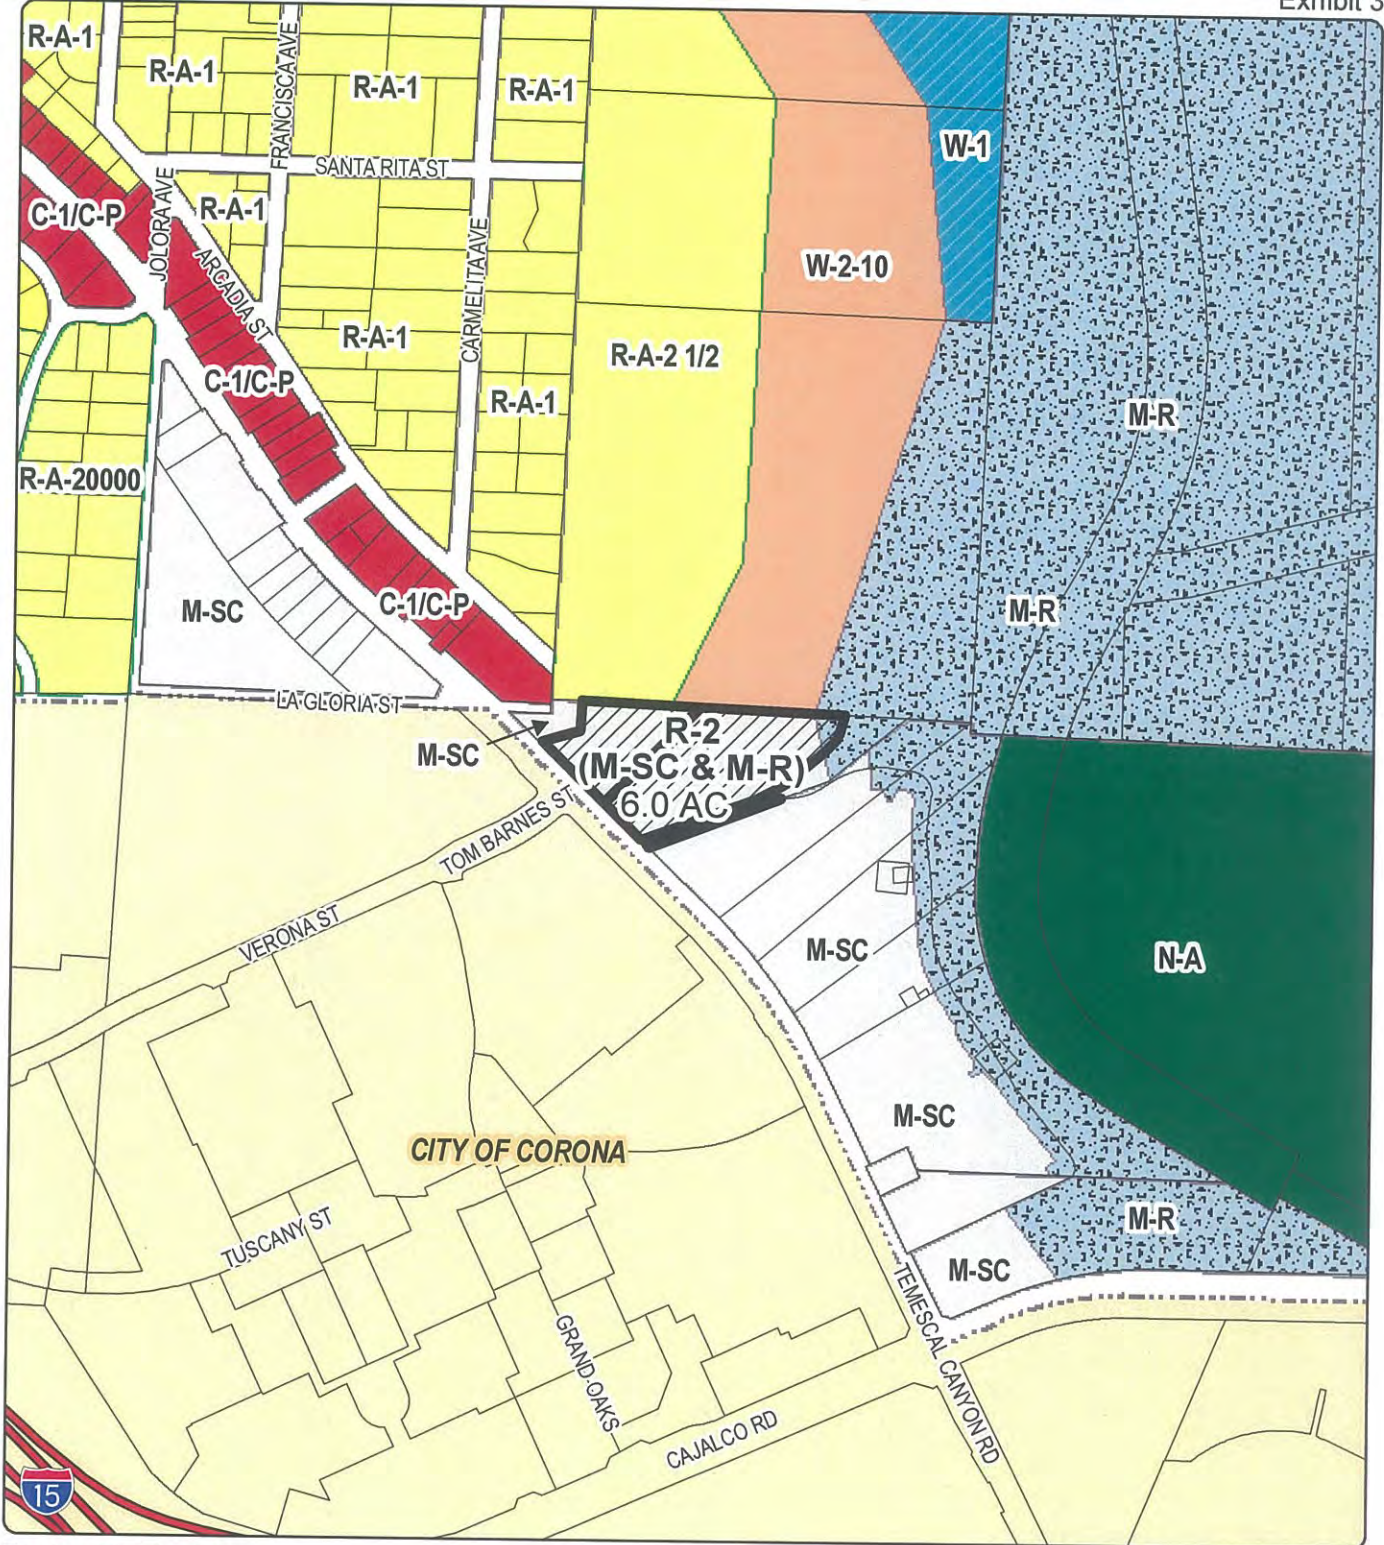 Exhibit 3
R-A-1
R-A-1
FRANCISCA AVE
R-A-1
R-A-1
W-1
SANTA RITA ST
C-1/C-P
JOLORA AVE
R-A-1
ARCADIA ST
CARMELITA AVE
W-2-10
R-A-1
R-A-2 1/2
C-1/C-P
R-A-1
M-R
R-A-20000
M-SC
C-1/C-P
M-R
LA GLORIA ST
M-SC
R-2
(M-SC & M-R)
6.0 AC
TOM BARNES ST
VERONA ST
M-SC
N-A
M-SC
CITY OF CORONA
TUSCANY ST
M-R
M-SC
TEMESCAL CANYON RD
GRAND OAKS
CAJALCO RD
15